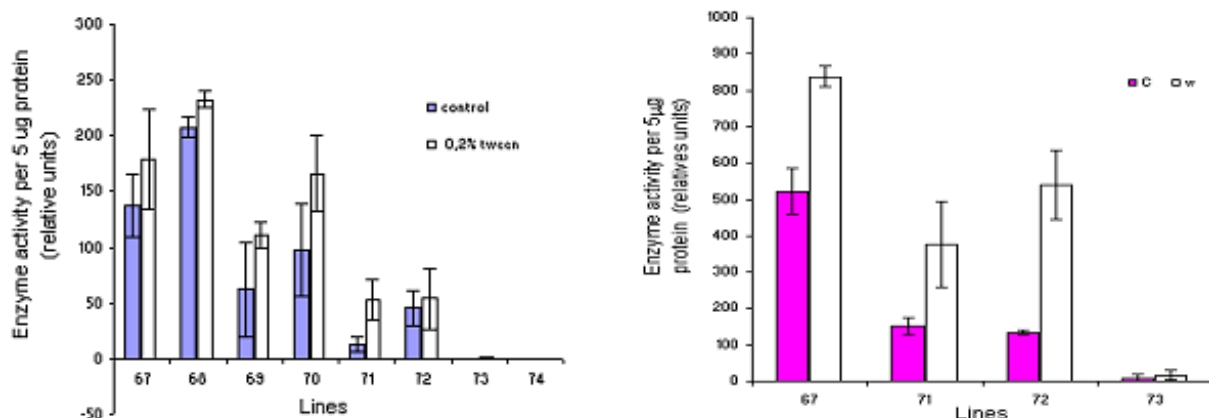 300
250
200
150
100
50
0
-50
Enzyme activity per 5 ug protein
(relative units)
control
0,2% tween
67 68 69 70 71 72 73 74
Lines
1000
900
800
700
600
500
400
300
200
100
0
Enzyme activity per 5µg
protein (relatives units)
C w
67 71 72 73
Lines